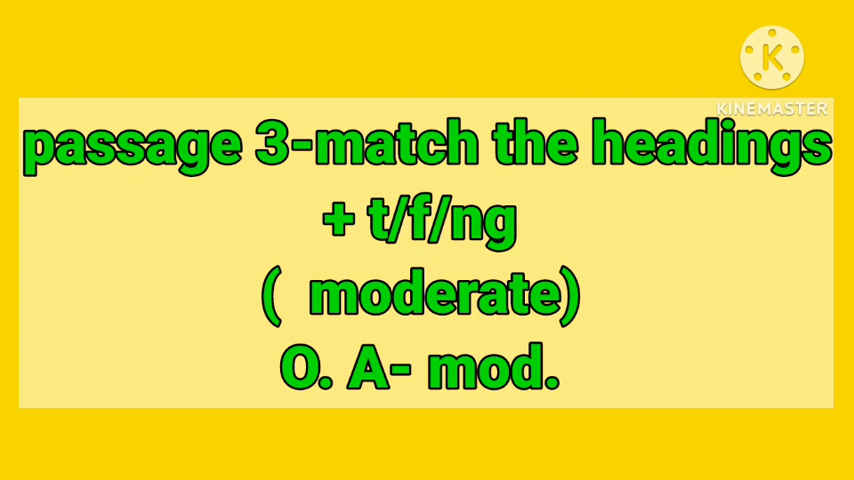 K
KINEMASTER
passage 3-match the headings
+ t/f/ng
( moderate)
O. A- mod.